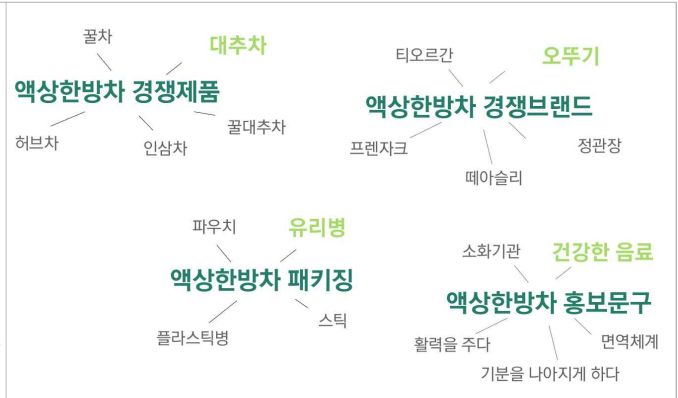 꿀차
대추차
액상한방차 경쟁제품
허브차
인삼차
꿀대추차
티오르간
오뚜기
액상한방차 경쟁브랜드
프렌자크
떼아슬리
정관장
파우치
유리병
액상한방차 패키징
플라스틱병
스틱
소화기관
건강한 음료
액상한방차 홍보문구
활력을 주다
기분을 나아지게 하다
면역체계